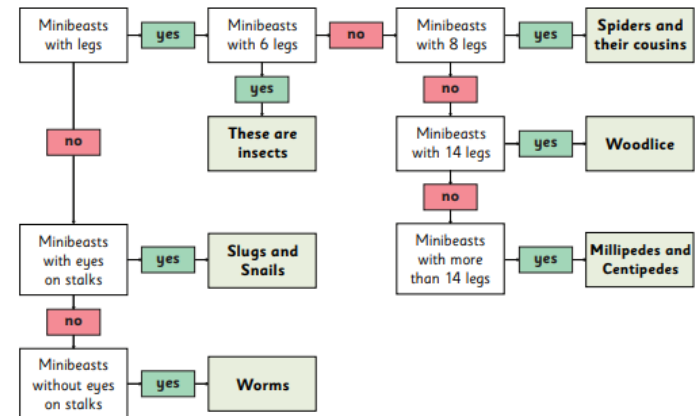 Minibeasts
with legs
yes
Minibeasts
with 6 legs
no
Minibeasts
with 8 legs
yes
Spiders and
their cousins
yes
no
no
These are
insects
Minibeasts
with 14 legs
yes
Woodlice
no
Minibeasts
with eyes
on stalks
yes
Slugs and
Snails
Minibeasts
with more
than 14 legs
yes
Millipedes and
Centipedes
no
Minibeasts
without eyes
on stalks
yes
Worms